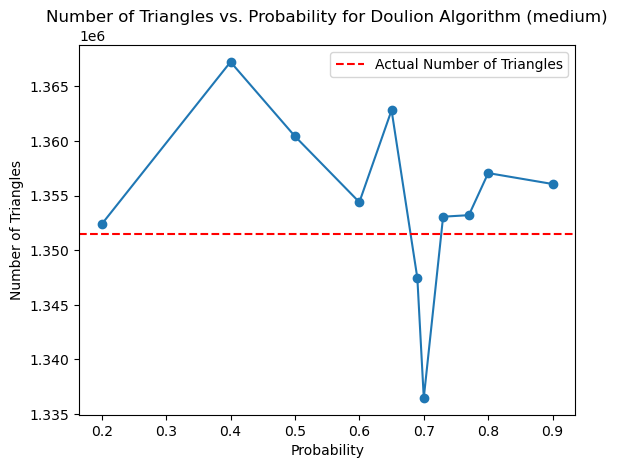 Number of Triangles vs. Probability for Doulion Algorithm (medium)
1e6
Actual Number of Triangles
1.365
1.360
1.355
1.350
1.345
1.340
1.335
Number of Triangles
0.2 0.3 0.4 0.5 0.6 0.7 0.8 0.9
Probability